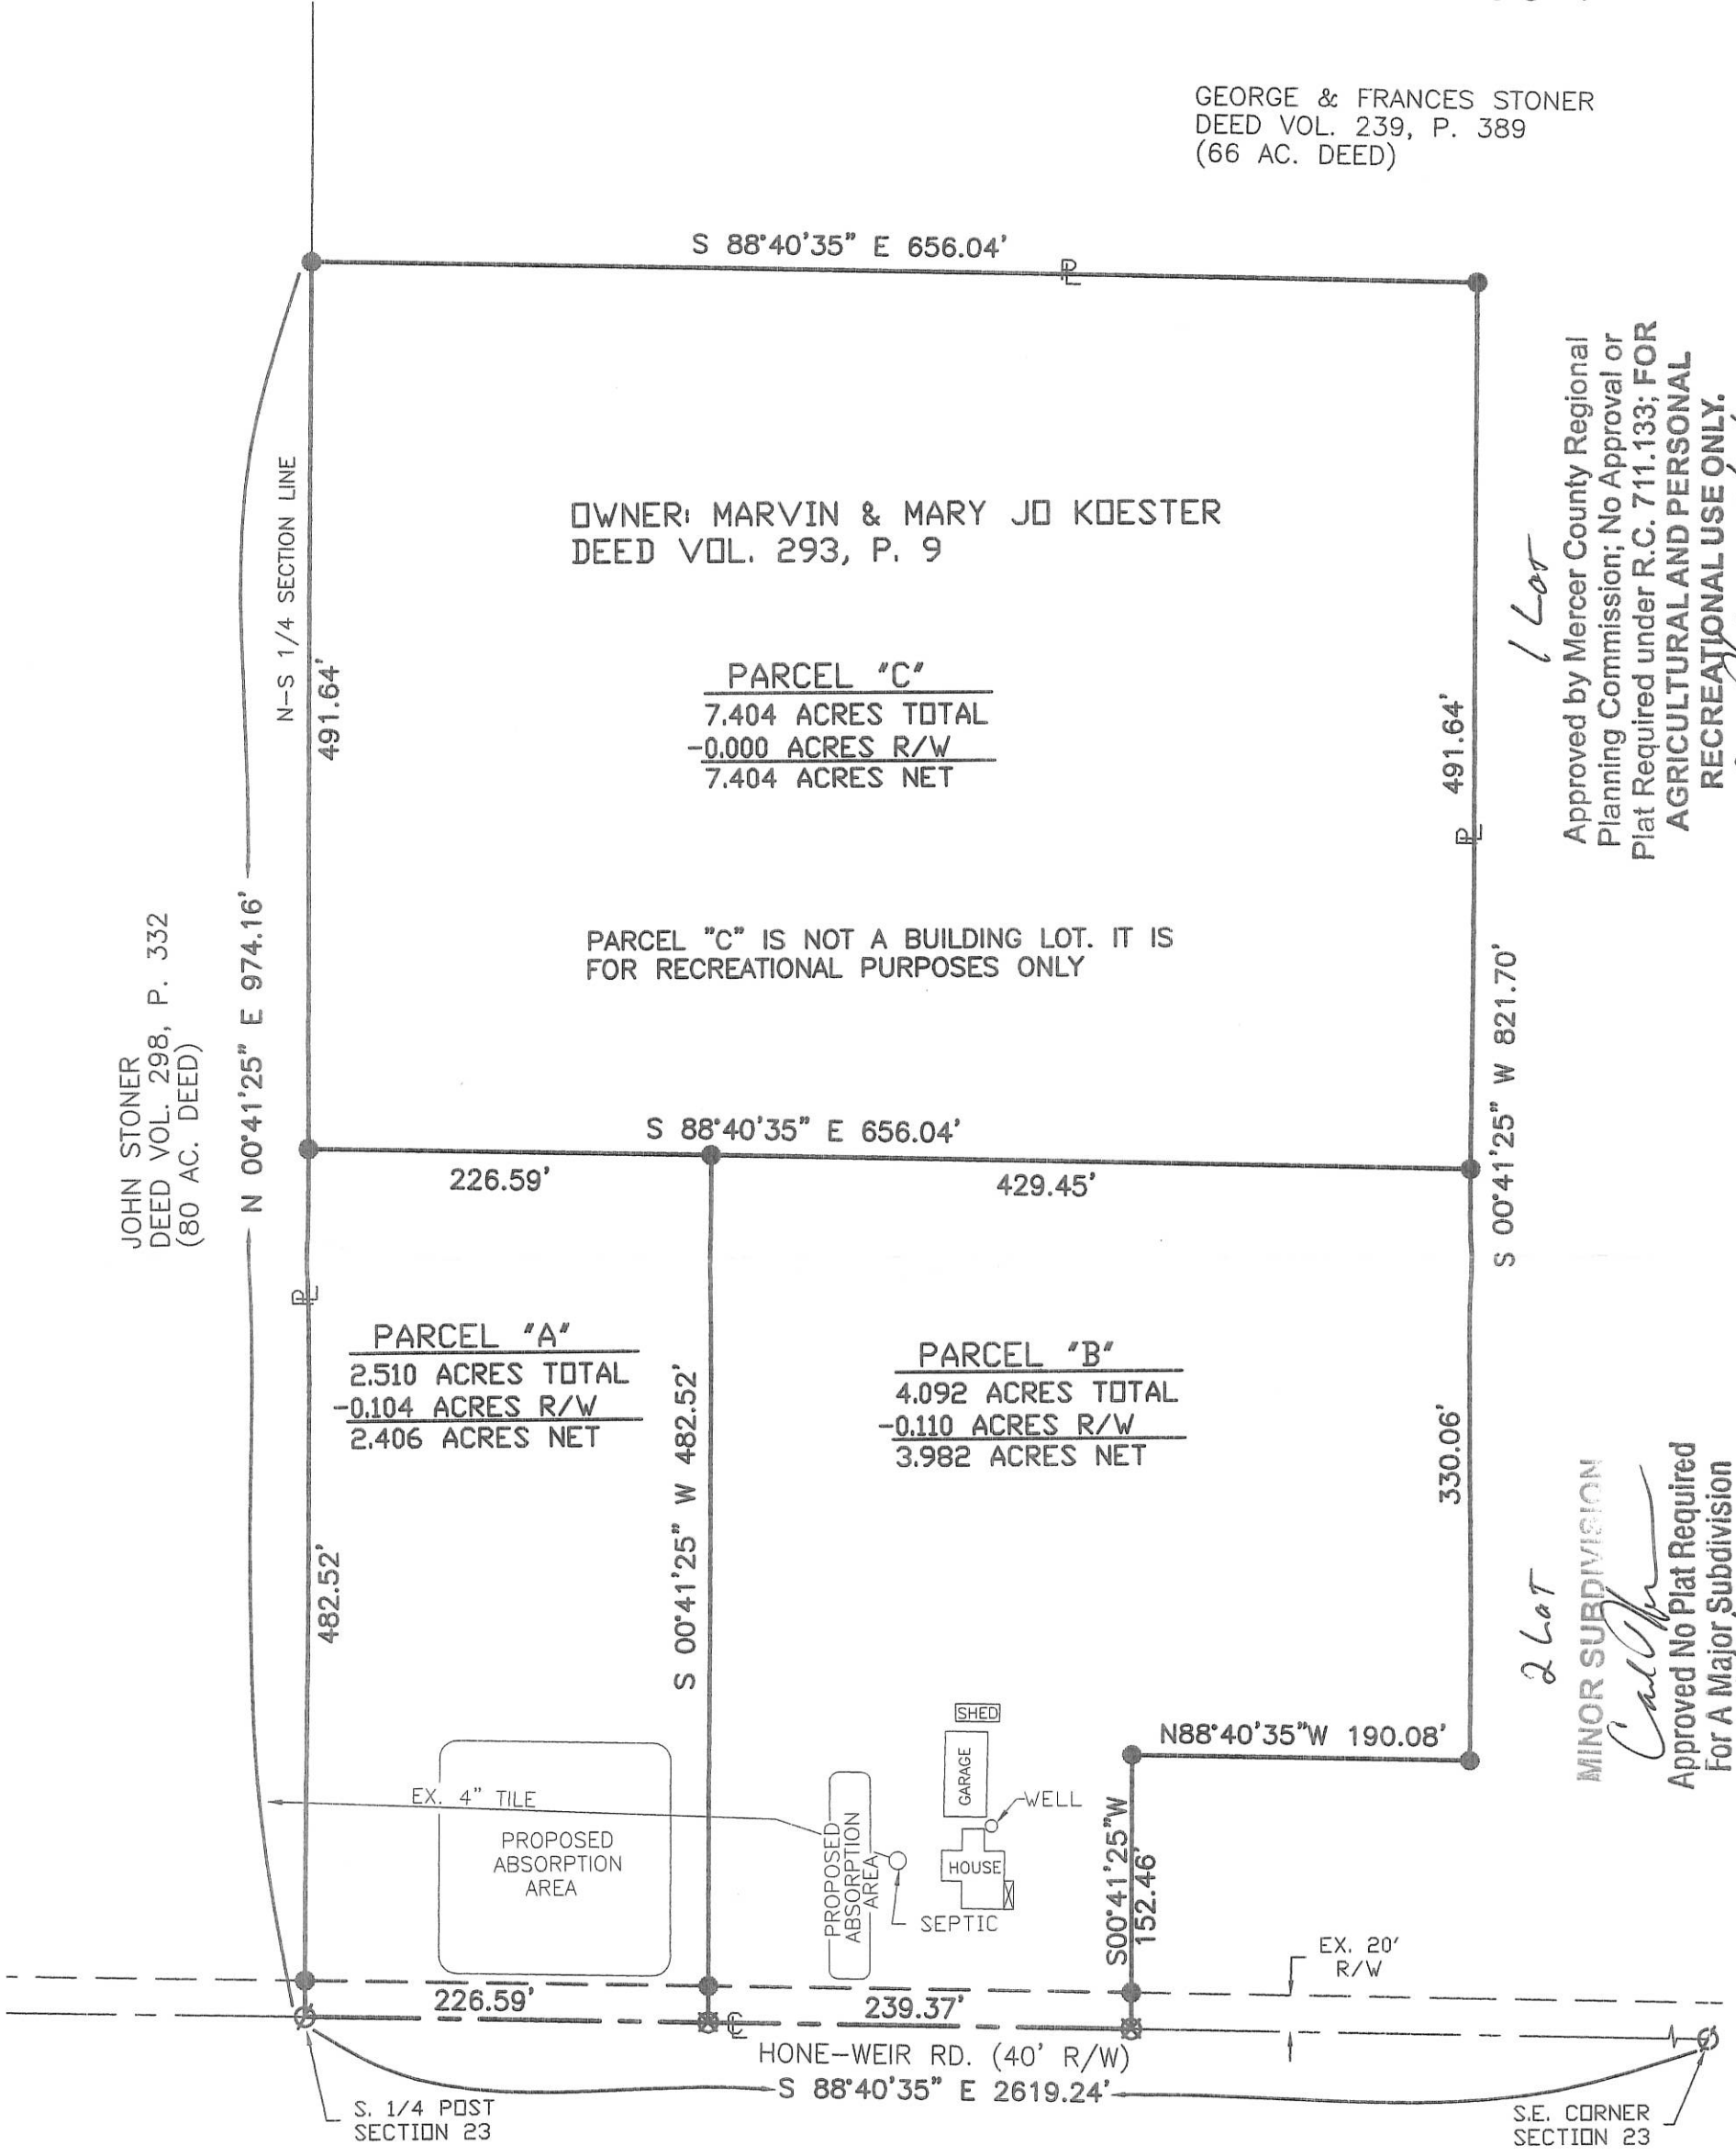 GEORGE & FRANCES STONER
DEED VOL. 239, P. 389
(66 AC. DEED)
S 88°40'35" E 656.04'
N-S 1/4 SECTION LINE
491.64'
OWNER: MARVIN & MARY JO KOESTER
DEED VOL. 293, P. 9
PARCEL "C"
7.404 ACRES TOTAL
-0.000 ACRES R/W
7.404 ACRES NET
491.64'
1 Lot
Approved by Mercer County Regional
Planning Commission; No Approval or
Plat Required under R.C. 711.133; FOR
AGRICULTURAL AND PERSONAL
RECREATIONAL USE ONLY.
JOHN STONER
DEED VOL. 298, P. 332
(80 AC. DEED)
N 00°41'25" E 974.16'
PARCEL "C" IS NOT A BUILDING LOT. IT IS
FOR RECREATIONAL PURPOSES ONLY
S 00°41'25" W 821.70'
S 88°40'35" E 656.04'
226.59'
429.45'
PARCEL "A"
2.510 ACRES TOTAL
-0.104 ACRES R/W
2.406 ACRES NET
482.52'
S 00°41'25" W 482.52'
PARCEL "B"
4.092 ACRES TOTAL
-0.110 ACRES R/W
3.982 ACRES NET
330.06'
2 Lot
MINOR SUBDIVISION
Approved No Plat Required
For A Major Subdivision
N88°40'35"W 190.08'
S00°41'25"W
152.46'
SHED
GARAGE
WELL
HOUSE
SEPTIC
EX. 4" TILE
PROPOSED
ABSORPTION
AREA
PROPOSED
ABSORPTION
AREA
EX. 20'
R/W
226.59'
239.37'
HONE-WEIR RD. (40' R/W)
S 88°40'35" E 2619.24'
S. 1/4 POST
SECTION 23
S.E. CORNER
SECTION 23